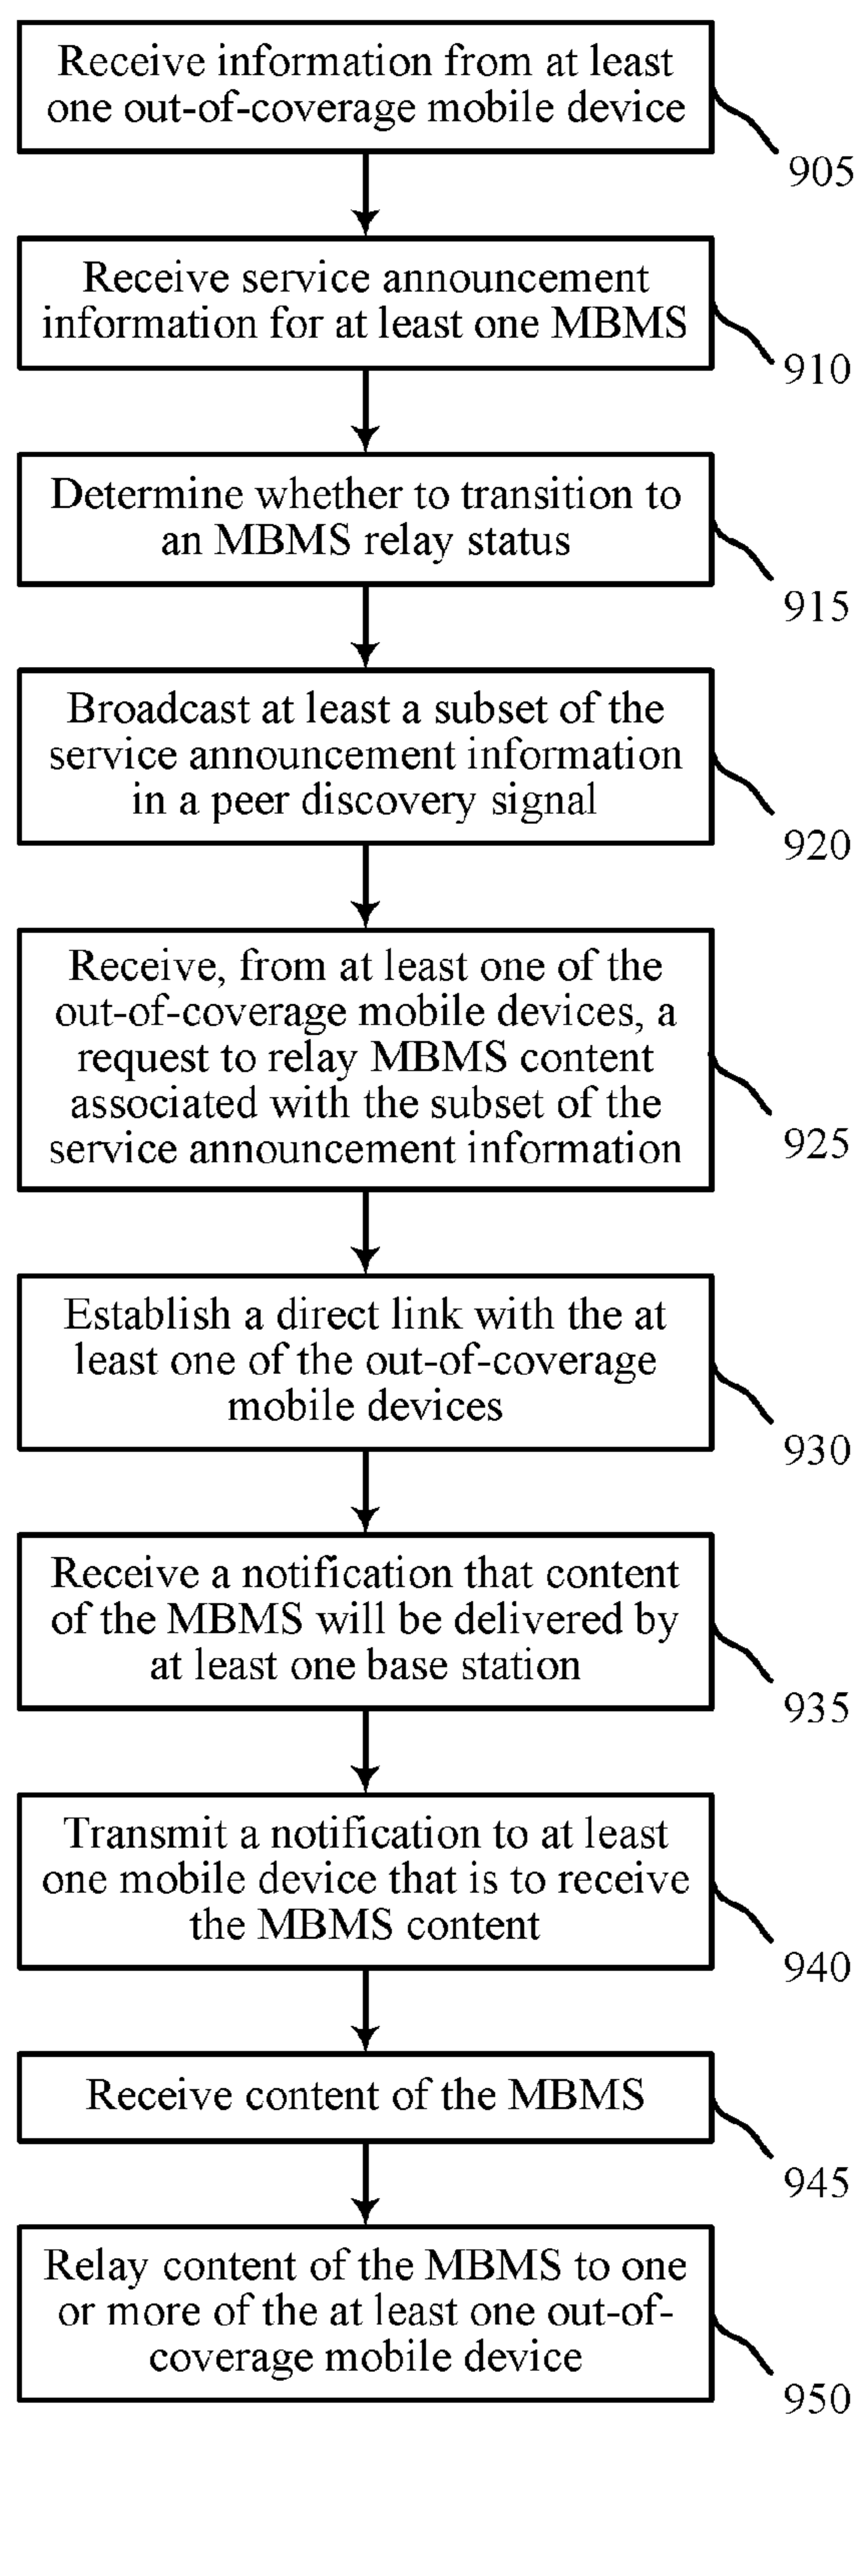 Receive information from at least
one out-of-coverage mobile device
905
Receive service announcement
information for at least one MBMS
910
Determine whether to transition to
an MBMS relay status
915
Broadcast at least a subset of the
service announcement information
in a peer discovery signal
920
Receive, from at least one of the
out-of-coverage mobile devices, a
request to relay MBMS content
associated with the subset of the
service announcement information
925
Establish a direct link with the at
least one of the out-of-coverage
mobile devices
930
Receive a notification that content
of the MBMS will be delivered by
at least one base station
935
Transmit a notification to at least
one mobile device that is to receive
the MBMS content
940
Receive content of the MBMS
945
Relay content of the MBMS to one
or more of the at least one out-of-
coverage mobile device
950